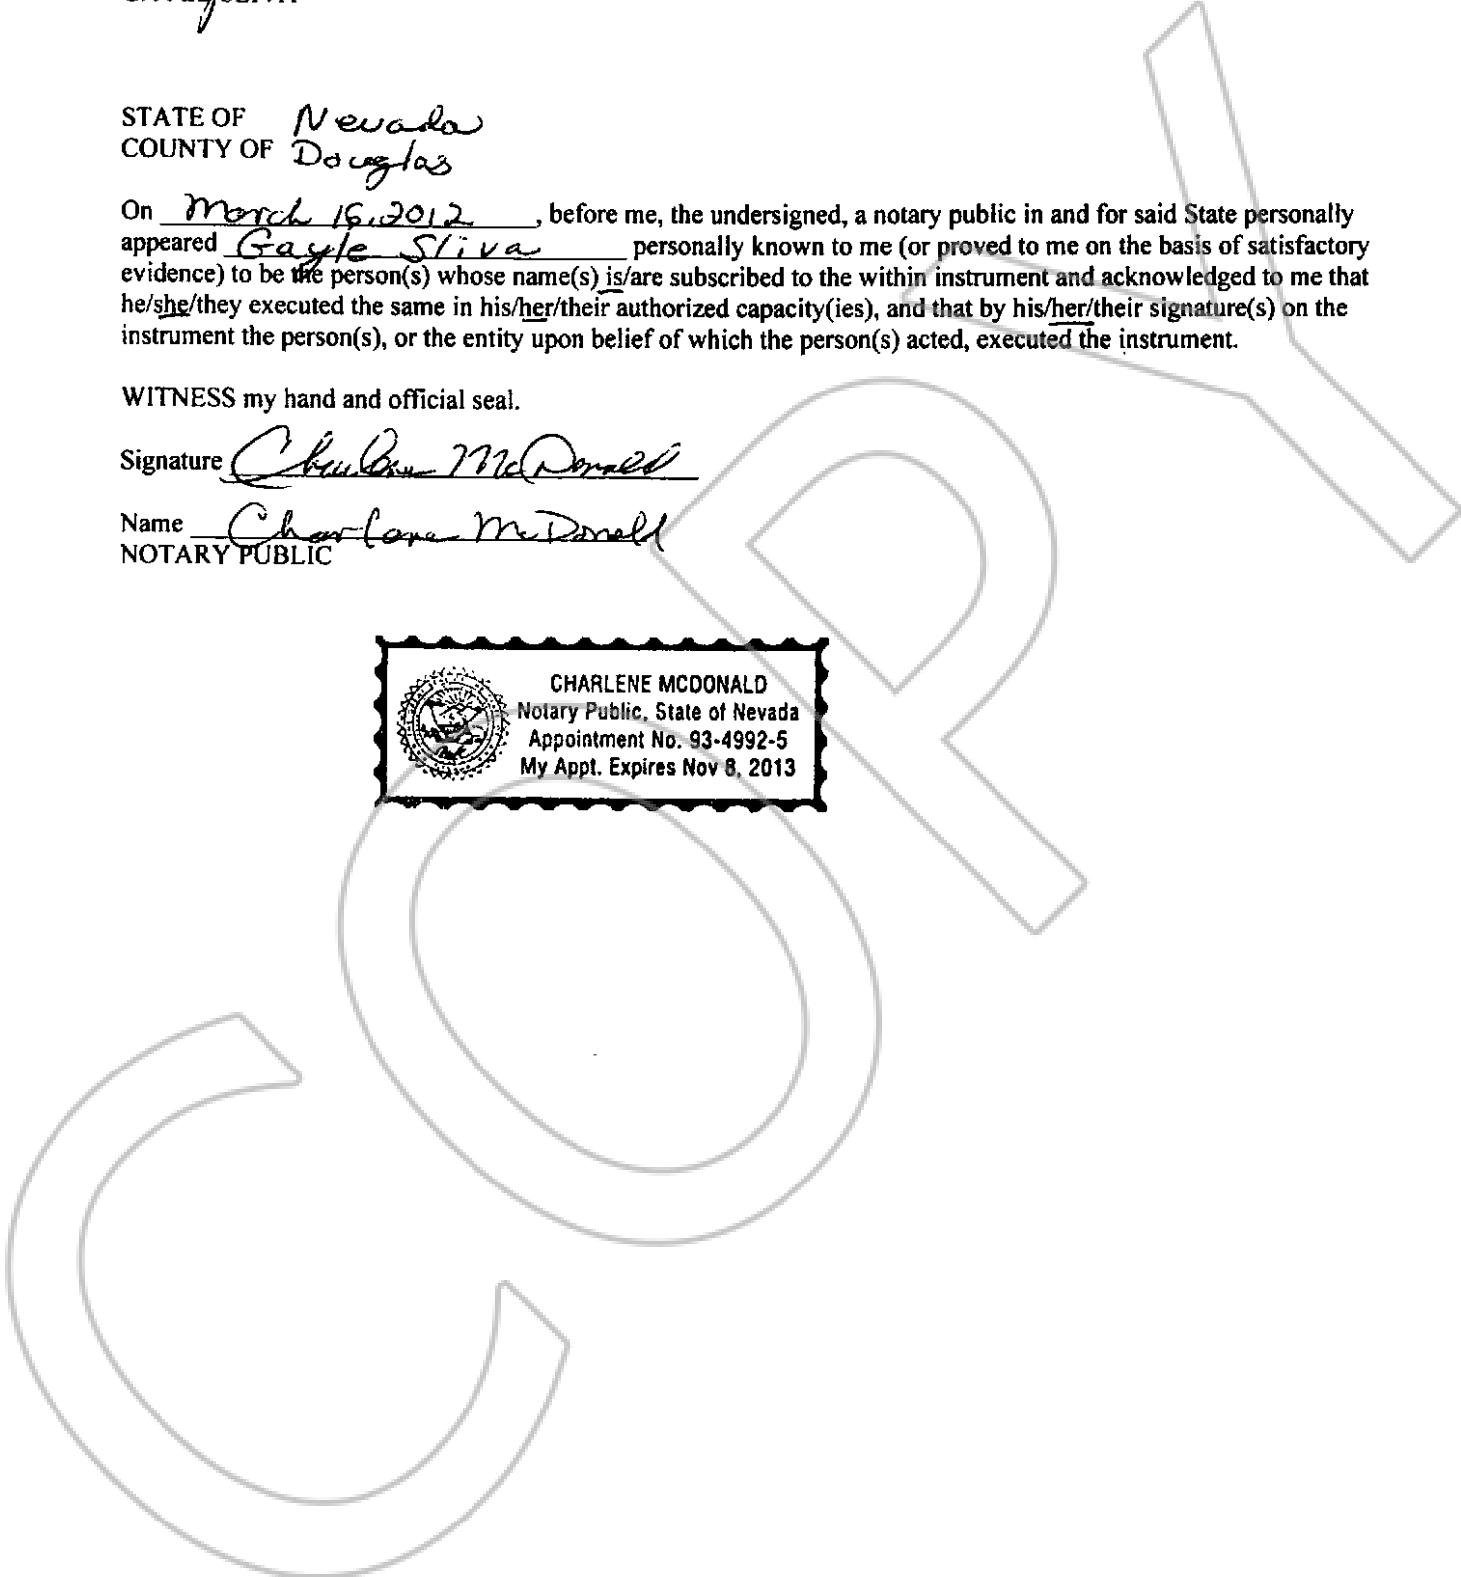 STATE OF Nevada
COUNTY OF Douglas
On March 16, 2012, before me, the undersigned, a notary public in and for said State personally
appeared Gayle Sliva personally known to me (or proved to me on the basis of satisfactory
evidence) to be the person(s) whose name(s) is/are subscribed to the within instrument and acknowledged to me that
he/she/they executed the same in his/her/their authorized capacity(ies), and that by his/her/their signature(s) on the
instrument the person(s), or the entity upon belief of which the person(s) acted, executed the instrument.
WITNESS my hand and official seal.
Signature Charlene McDonald
Name Charlene McDonald
NOTARY PUBLIC
CHARLENE MCDONALD
Notary Public, State of Nevada
Appointment No. 93-4992-5
My Appt. Expires Nov 8, 2013
COPY